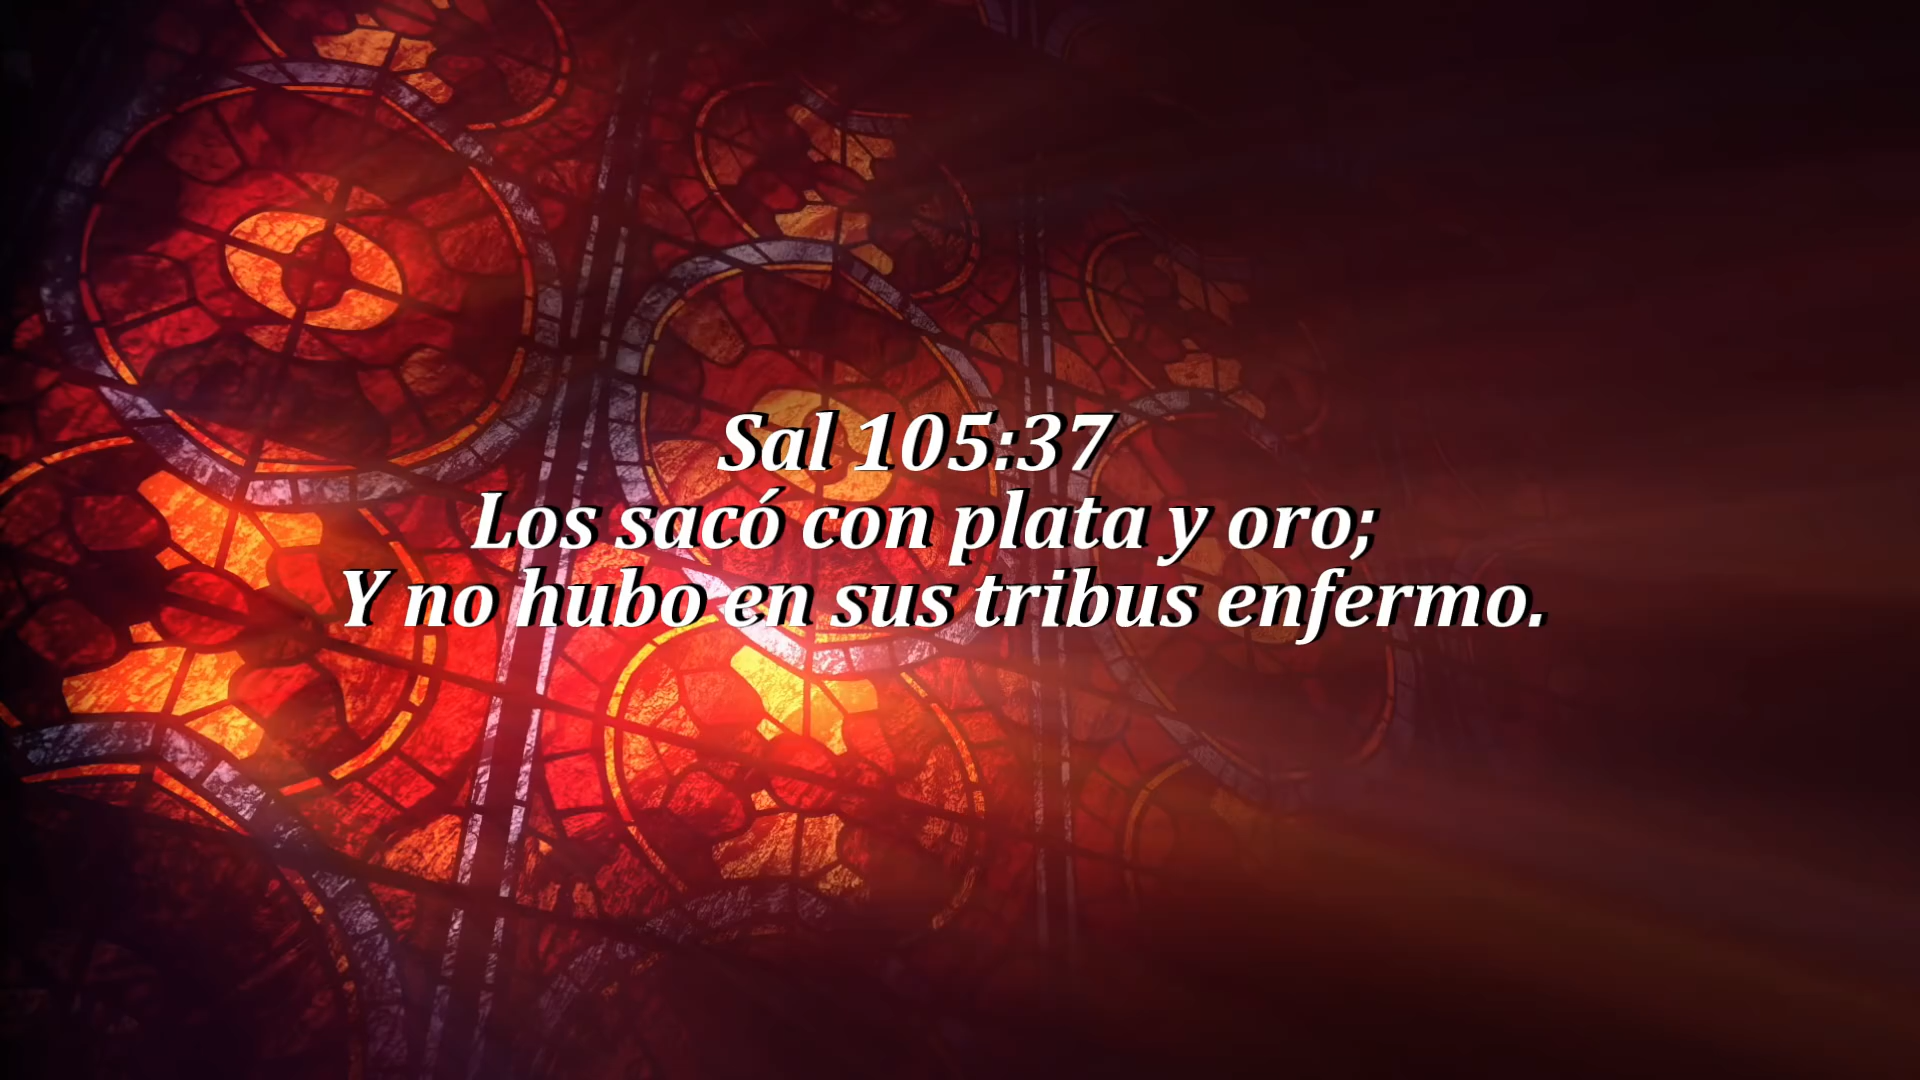 Sal 105:37
Los sacó con plata y oro;
Y no hubo en sus tribus enfermo.